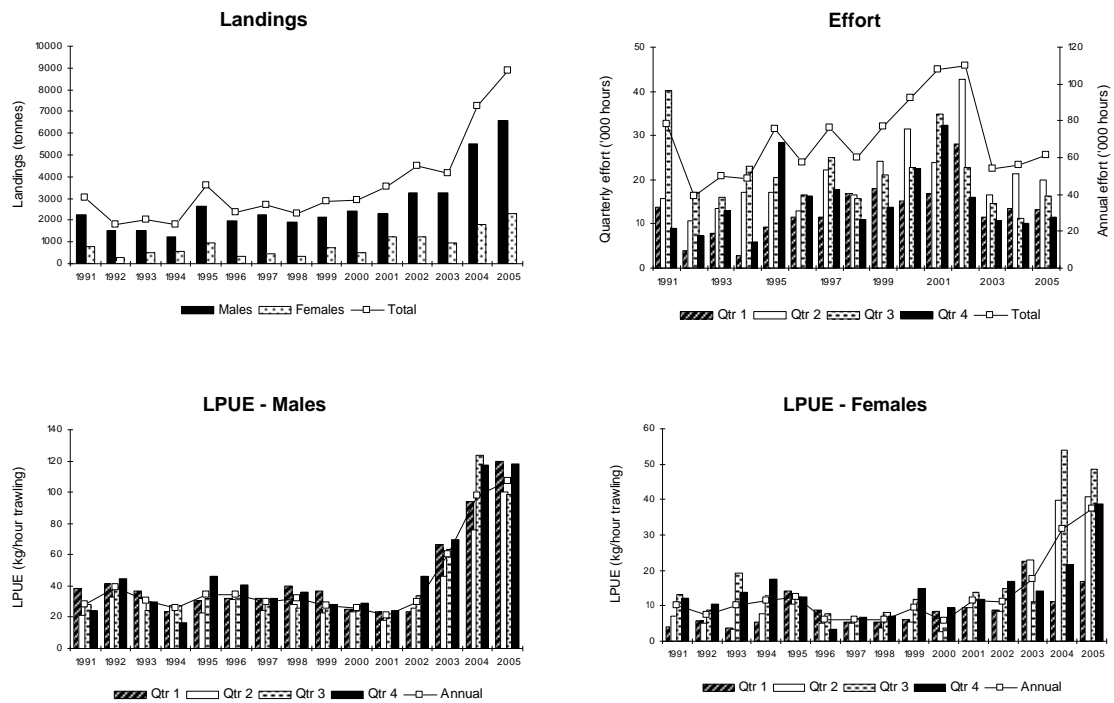 Landings
Landings (tonnes)
10000
9000
8000
7000
6000
5000
4000
3000
2000
1000
0
1991 1992 1993 1994 1995 1996 1997 1998 1999 2000 2001 2002 2003 2004 2005
Males Females Total
Effort
Quarterly effort ('000 hours)
50
40
30
20
10
0
Annual effort ('000 hours)
120
100
80
60
40
20
0
1991 1993 1995 1997 1999 2001 2003 2005
Qtr 1 Qtr 2 Qtr 3 Qtr 4 Total
LPUE - Males
LPUE (kg/hour trawling)
140
120
100
80
60
40
20
0
1991 1992 1993 1994 1995 1996 1997 1998 1999 2000 2001 2002 2003 2004 2005
Qtr 1 Qtr 2 Qtr 3 Qtr 4 Annual
LPUE - Females
LPUE (kg/hour trawling)
60
50
40
30
20
10
0
1991 1992 1993 1994 1995 1996 1997 1998 1999 2000 2001 2002 2003 2004 2005
Qtr 1 Qtr 2 Qtr 3 Qtr 4 Annual